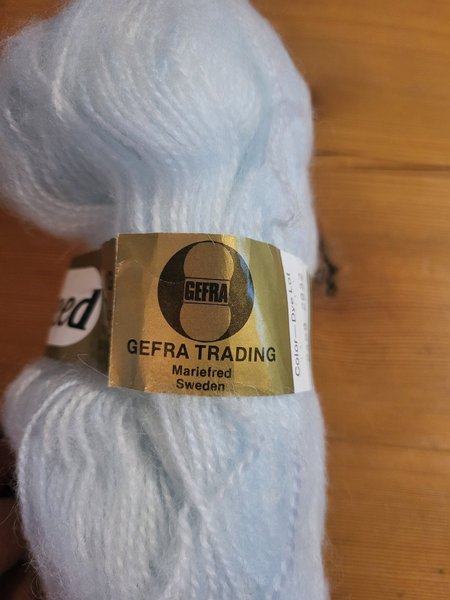 eed
GEFRA
GEFRA TRADING
Mariefred
Sweden
Color—Dye Lot